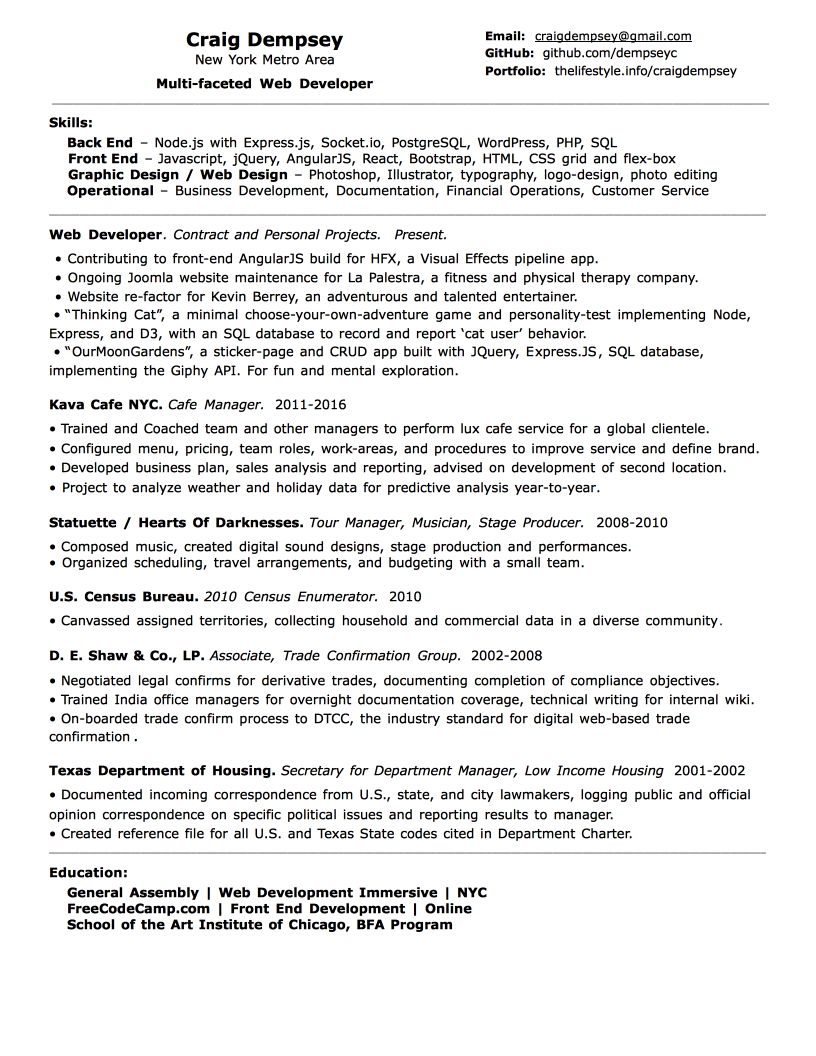 Craig Dempsey
New York Metro Area
Multi-faceted Web Developer
Email: craigdempsey@gmail.com
GitHub: github.com/dempseyc
Portfolio: thelifestyle.info/craigdempsey
Skills:
Back End – Node.js with Express.js, Socket.io, PostgreSQL, WordPress, PHP, SQL
Front End – Javascript, jQuery, AngularJS, React, Bootstrap, HTML, CSS grid and flex-box
Graphic Design / Web Design – Photoshop, Illustrator, typography, logo-design, photo editing
Operational – Business Development, Documentation, Financial Operations, Customer Service
Web Developer. Contract and Personal Projects. Present.
• Contributing to front-end AngularJS build for HFX, a Visual Effects pipeline app.
• Ongoing Joomla website maintenance for La Palestra, a fitness and physical therapy company.
• Website re-factor for Kevin Berrey, an adventurous and talented entertainer.
• “Thinking Cat”, a minimal choose-your-own-adventure game and personality-test implementing Node,
Express, and D3, with an SQL database to record and report ‘cat user’ behavior.
• “OurMoonGardens”, a sticker-page and CRUD app built with JQuery, Express.JS, SQL database,
implementing the Giphy API. For fun and mental exploration.
Kava Cafe NYC. Cafe Manager. 2011-2016
• Trained and Coached team and other managers to perform lux cafe service for a global clientele.
• Configured menu, pricing, team roles, work-areas, and procedures to improve service and define brand.
• Developed business plan, sales analysis and reporting, advised on development of second location.
• Project to analyze weather and holiday data for predictive analysis year-to-year.
Statuette / Hearts Of Darknesses. Tour Manager, Musician, Stage Producer. 2008-2010
• Composed music, created digital sound designs, stage production and performances.
• Organized scheduling, travel arrangements, and budgeting with a small team.
U.S. Census Bureau. 2010 Census Enumerator. 2010
• Canvassed assigned territories, collecting household and commercial data in a diverse community.
D. E. Shaw & Co., LP. Associate, Trade Confirmation Group. 2002-2008
• Negotiated legal confirms for derivative trades, documenting completion of compliance objectives.
• Trained India office managers for overnight documentation coverage, technical writing for internal wiki.
• On-boarded trade confirm process to DTCC, the industry standard for digital web-based trade
confirmation .
Texas Department of Housing. Secretary for Department Manager, Low Income Housing 2001-2002
• Documented incoming correspondence from U.S., state, and city lawmakers, logging public and official
opinion correspondence on specific political issues and reporting results to manager.
• Created reference file for all U.S. and Texas State codes cited in Department Charter.
Education:
General Assembly | Web Development Immersive | NYC
FreeCodeCamp.com | Front End Development | Online
School of the Art Institute of Chicago, BFA Program